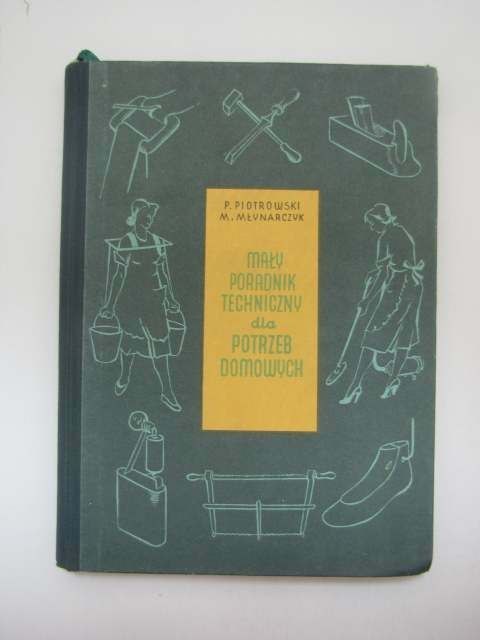 P. PIOTROWSKI
M. MŁYNARCZYK
MAŁY
PORADNIK
TECHNICZNY
dla
POTRZEB
DOMOWYCH